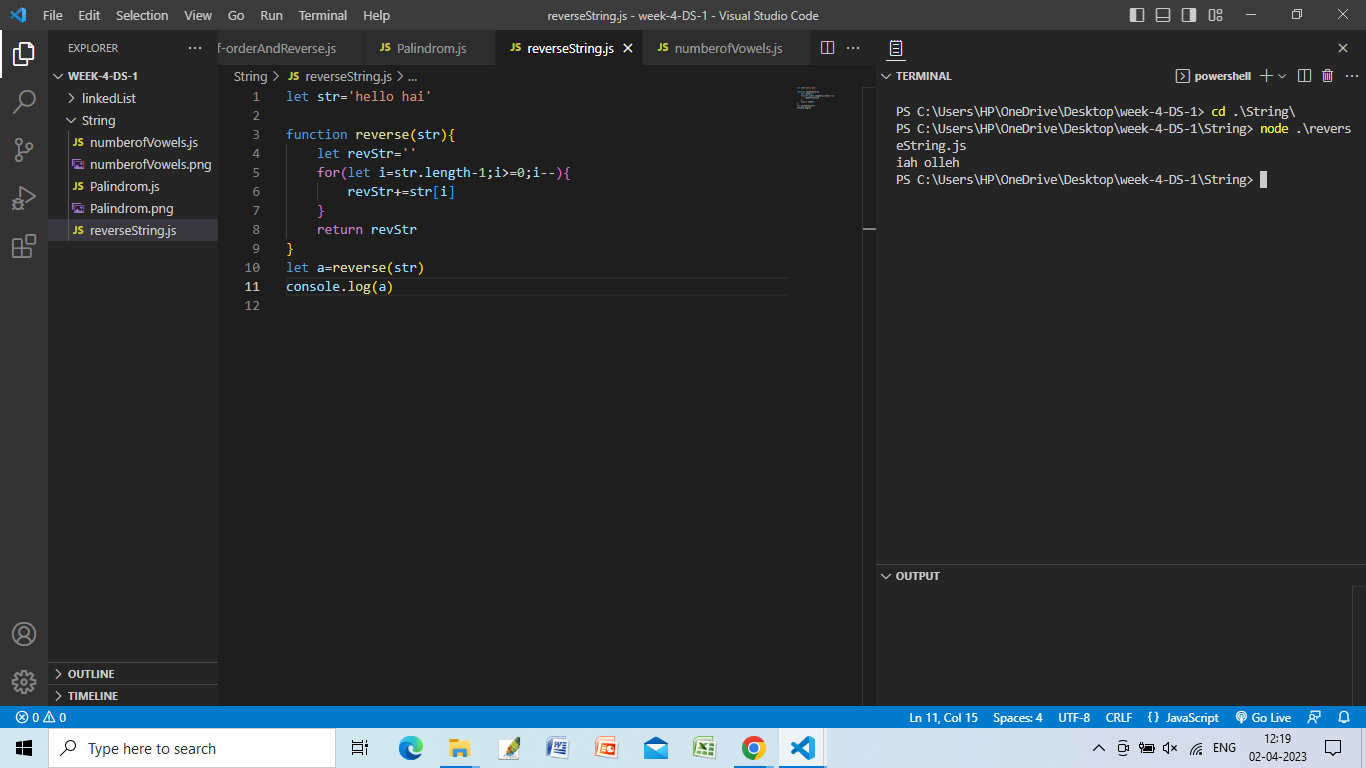 File Edit Selection View Go Run Terminal Help reverseString.js - week-4-DS-1 - Visual Studio Code
EXPLORER
WEEK-4-DS-1
linkedList
String
JS numberofVowels.js
numberofVowels.png
JS Palindrom.js
Palindrom.png
JS reverseString.js
OUTLINE
TIMELINE
f-orderAndReverse.js JS Palindrom.js JS reverseString.js JS numberofVowels.js
String > JS reverseString.js > ...
1 let str='hello hai'
2
3 function reverse(str){
4 let revStr=''
5 for(let i=str.length-1;i>=0;i--){
6 revStr+=str[i]
7 }
8 return revStr
9 }
10 let a=reverse(str)
11 console.log(a)
12
TERMINAL powershell
PS C:\Users\HP\OneDrive\Desktop\week-4-DS-1> cd .\String\
PS C:\Users\HP\OneDrive\Desktop\week-4-DS-1\String> node .\revers
eString.js
iah olleh
PS C:\Users\HP\OneDrive\Desktop\week-4-DS-1\String>
OUTPUT
0 0 Ln 11, Col 15 Spaces: 4 UTF-8 CRLF {} JavaScript Go Live
Type here to search
ENG
12:19
02-04-2023